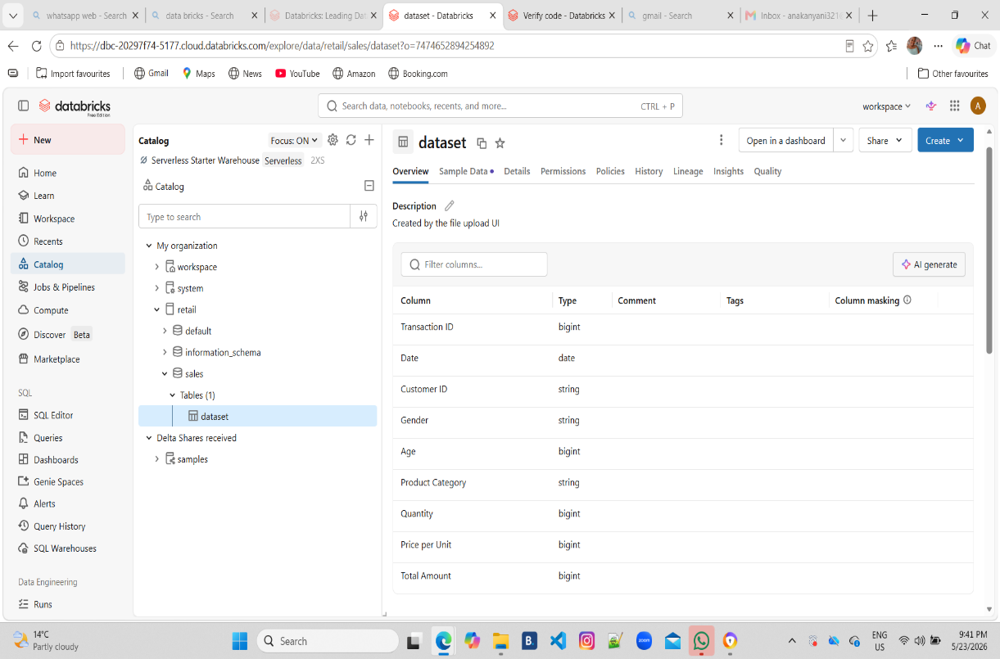 whatsapp web - Search
data bricks - Search
Databricks: Leading Dat
dataset - Databricks
Verify code - Databricks
gmail - Search
Inbox - anakanyani321
https://dbc-20297f74-5177.cloud.databricks.com/explore/data/retail/sales/dataset?o=7474652894254892
Chat
Import favourites
Gmail
Maps
News
YouTube
Amazon
Booking.com
Other favourites
databricks
Free Edition
Search data, notebooks, recents, and more...
CTRL + P
workspace
A
New
Home
Learn
Workspace
Recents
Catalog
Jobs & Pipelines
Compute
Discover Beta
Marketplace
SQL
SQL Editor
Queries
Dashboards
Genie Spaces
Alerts
Query History
SQL Warehouses
Data Engineering
Runs
Catalog
Focus: ON
Serverless Starter Warehouse Serverless 2XS
Catalog
Type to search
My organization
workspace
system
retail
default
information_schema
sales
Tables (1)
dataset
Delta Shares received
samples
dataset
Open in a dashboard
Share
Create
Overview Sample Data Details Permissions Policies History Lineage Insights Quality
Description
Created by the file upload UI
Filter columns...
AI generate
Column Type Comment Tags Column masking
Transaction ID bigint
Date date
Customer ID string
Gender string
Age bigint
Product Category string
Quantity bigint
Price per Unit bigint
Total Amount bigint
14°C
Partly cloudy
Search
B.
zoom
ENG
US
9:41 PM
5/23/2026